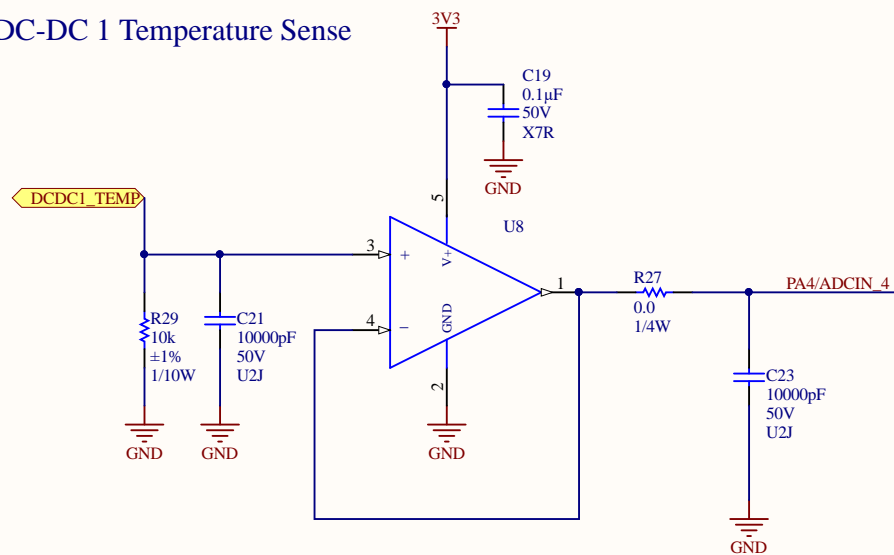 DC-DC 1 Temperature Sense
3V3
C19
0.1µF
50V
X7R
GND
DCDC1_TEMP
5
U8
3
+
V+
1
R27
0.0
1/4W
PA4/ADCIN_4
4
−
GND
2
R29
10k
±1%
1/10W
C21
10000pF
50V
U2J
C23
10000pF
50V
U2J
GND
GND
GND
GND